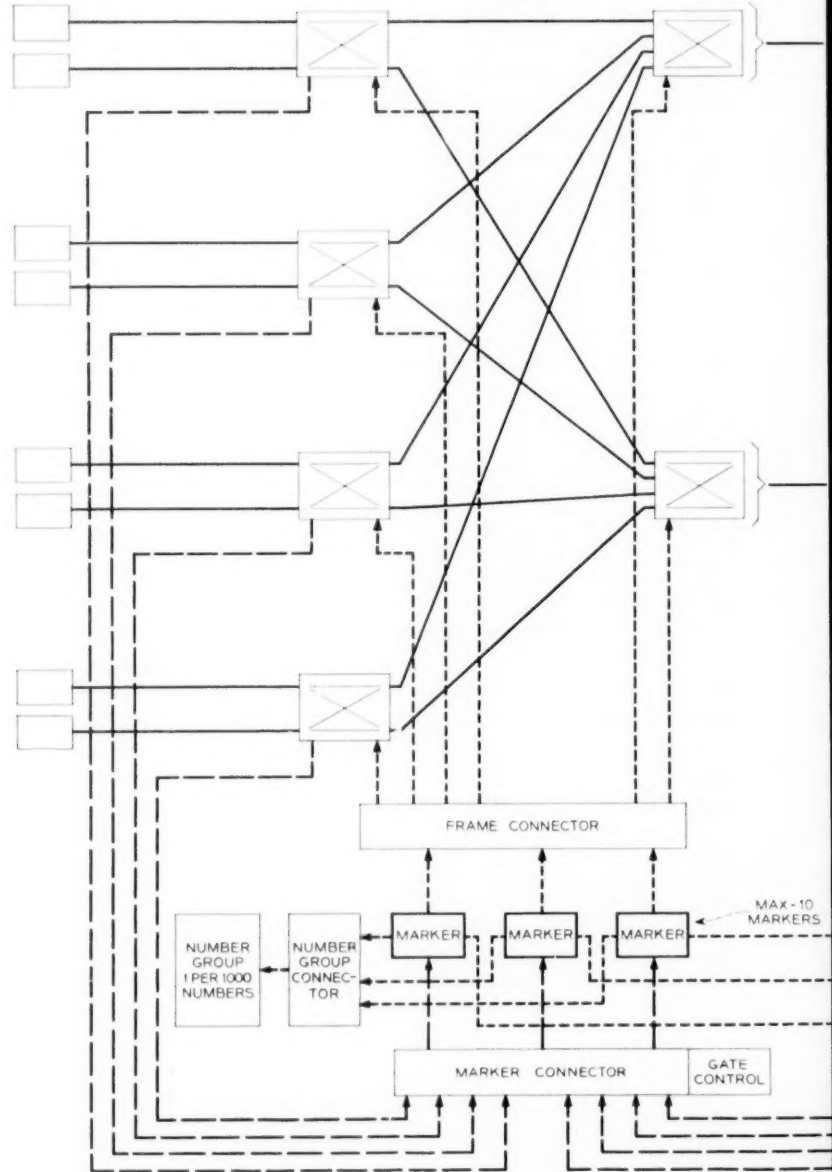 FRAME CONNECTOR
MAX-10
MARKERS
MARKER
MARKER
MARKER
NUMBER
GROUP
1 PER 1000
NUMBERS
NUMBER
GROUP
CONNEC-
TOR
MARKER CONNECTOR
GATE
CONTROL